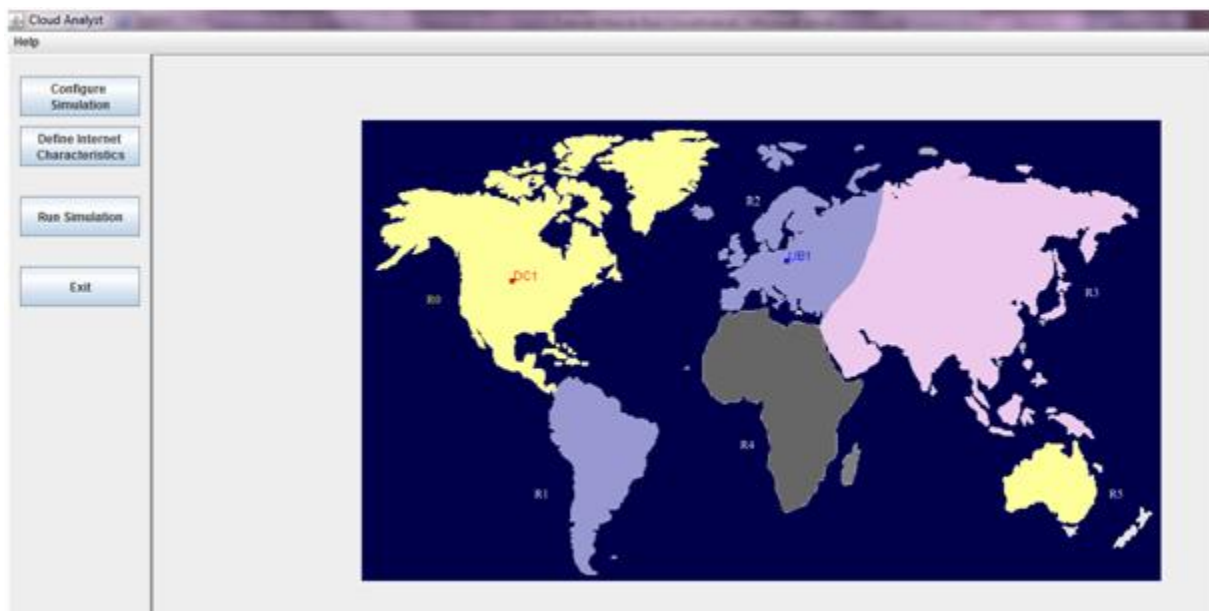 Cloud Analyst
Help
Configure
Simulation
Define Internet
Characteristics
Run Simulation
Exit
R2
UB1
DC1
R0
R3
R4
R1
R5